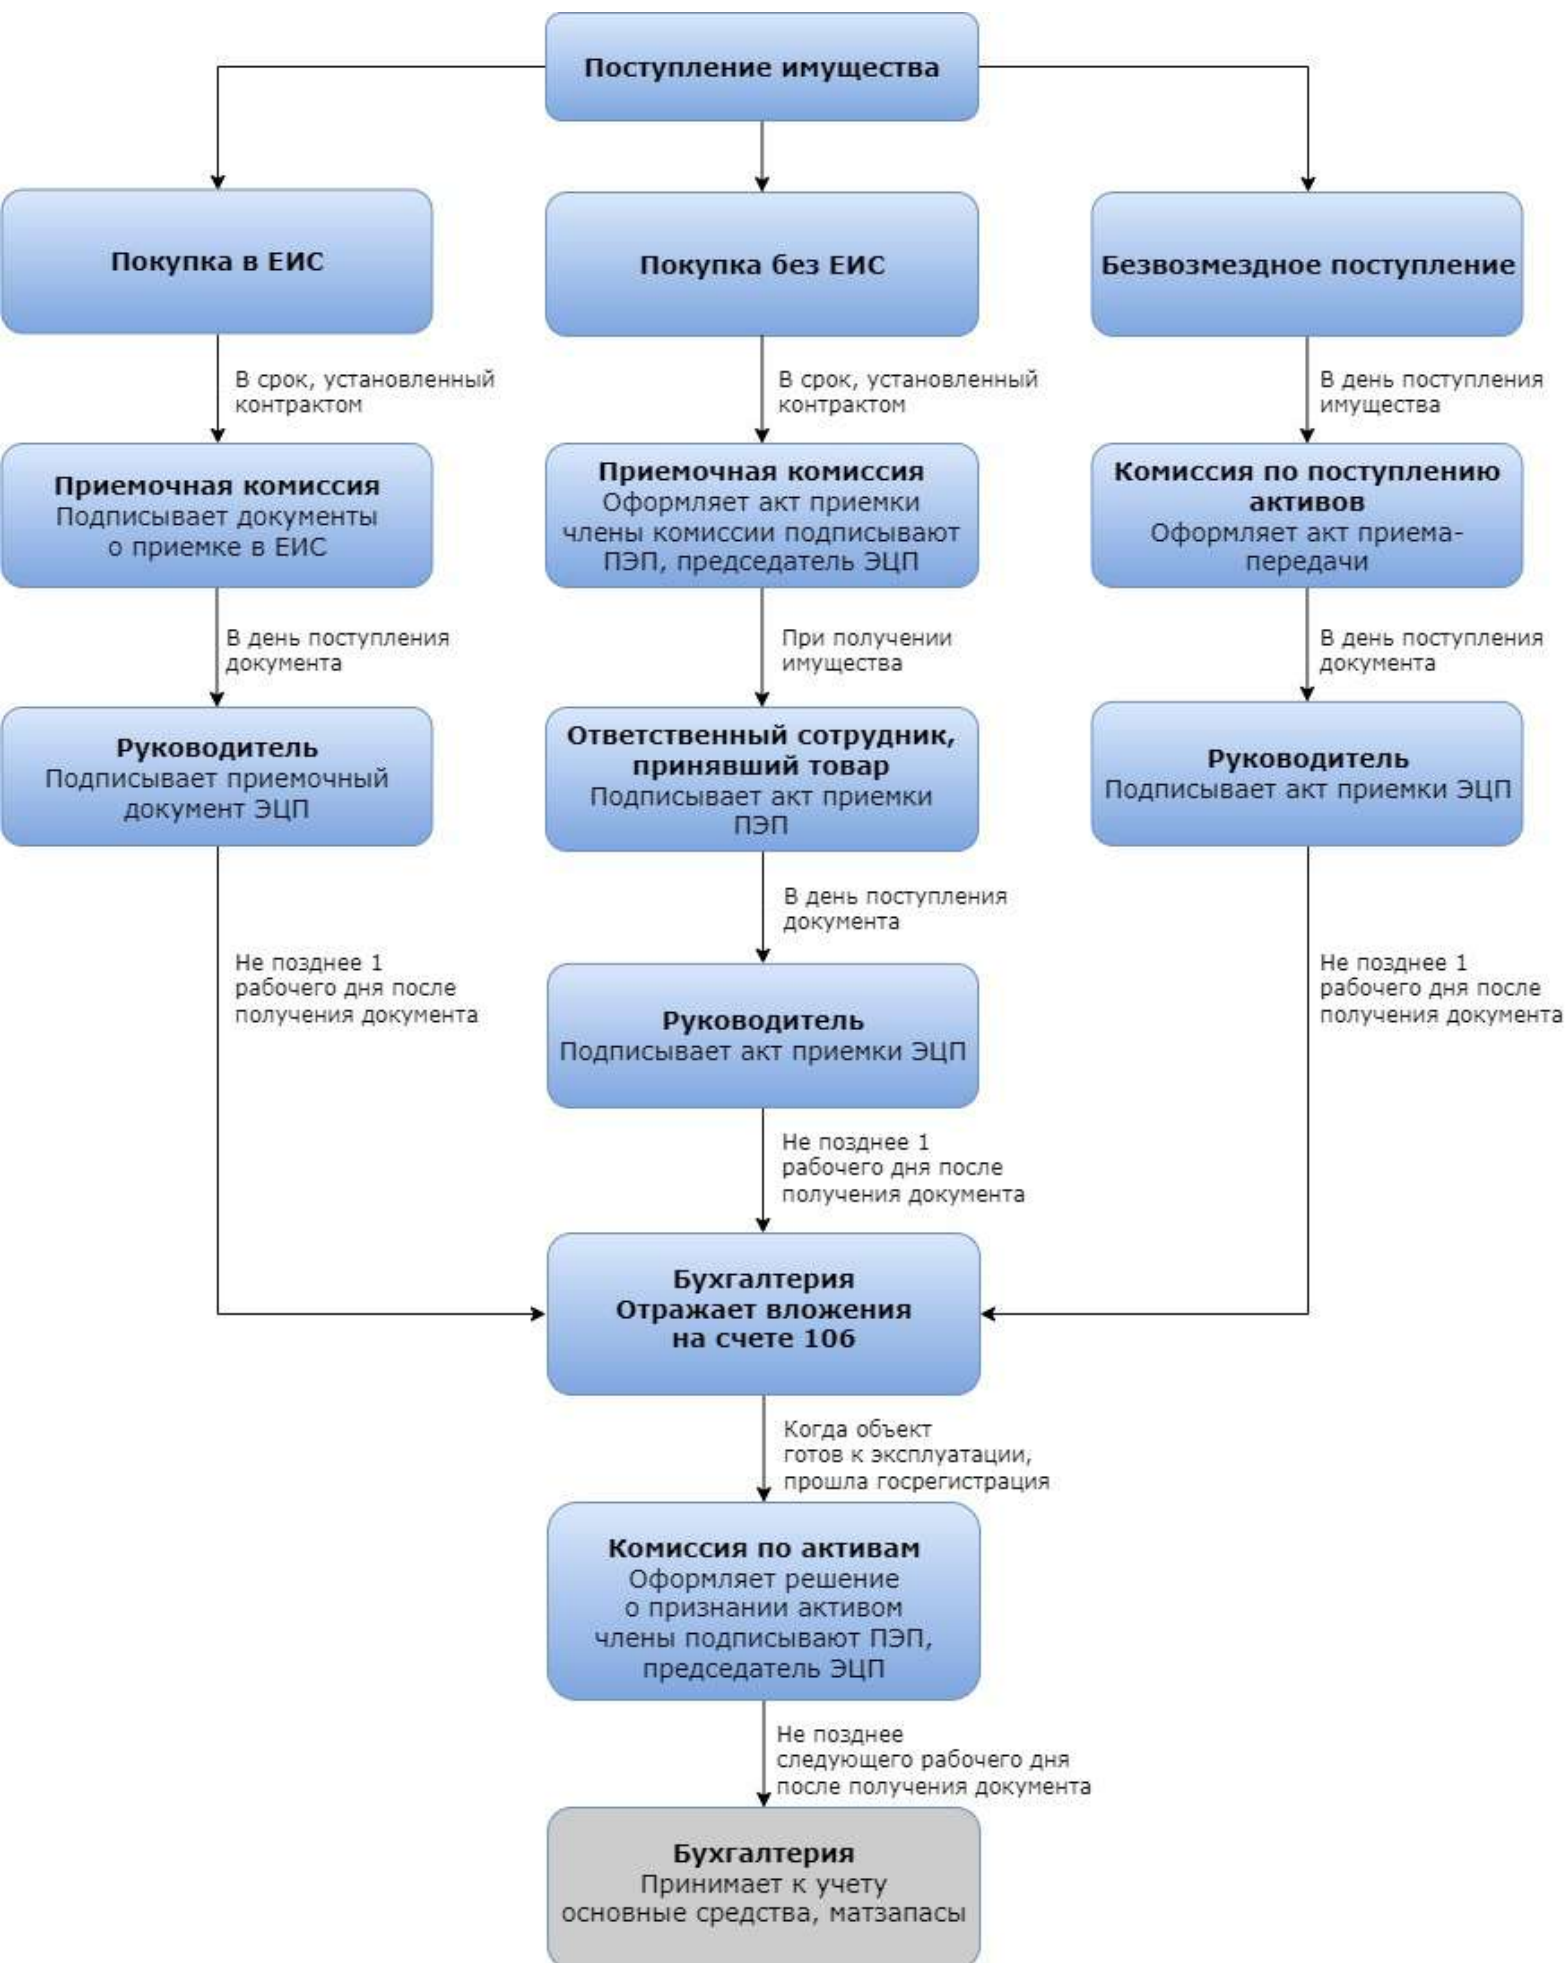 Поступление имущества
Покупка в ЕИС
Покупка без ЕИС
Безвозмездное поступление
В срок, установленный
контрактом
В срок, установленный
контрактом
В день поступления
имущества
Приемочная комиссия
Подписывает документы
о приемке в ЕИС
Приемочная комиссия
Оформляет акт приемки
члены комиссии подписывают
ПЭП, председатель ЭЦП
Комиссия по поступлению
активов
Оформляет акт приема-
передачи
В день поступления
документа
При получении
имущества
В день поступления
документа
Руководитель
Подписывает приемочный
документ ЭЦП
Ответственный сотрудник,
принявший товар
Подписывает акт приемки
ПЭП
Руководитель
Подписывает акт приемки ЭЦП
В день поступления
документа
Не позднее 1
рабочего дня после
получения документа
Руководитель
Подписывает акт приемки ЭЦП
Не позднее 1
рабочего дня после
получения документа
Не позднее 1
рабочего дня после
получения документа
Бухгалтерия
Отражает вложения
на счете 106
Когда объект
готов к эксплуатации,
прошла госрегистрация
Комиссия по активам
Оформляет решение
о признании активом
члены подписывают ПЭП,
председатель ЭЦП
Не позднее
следующего рабочего дня
после получения документа
Бухгалтерия
Принимает к учету
основные средства, матзапасы